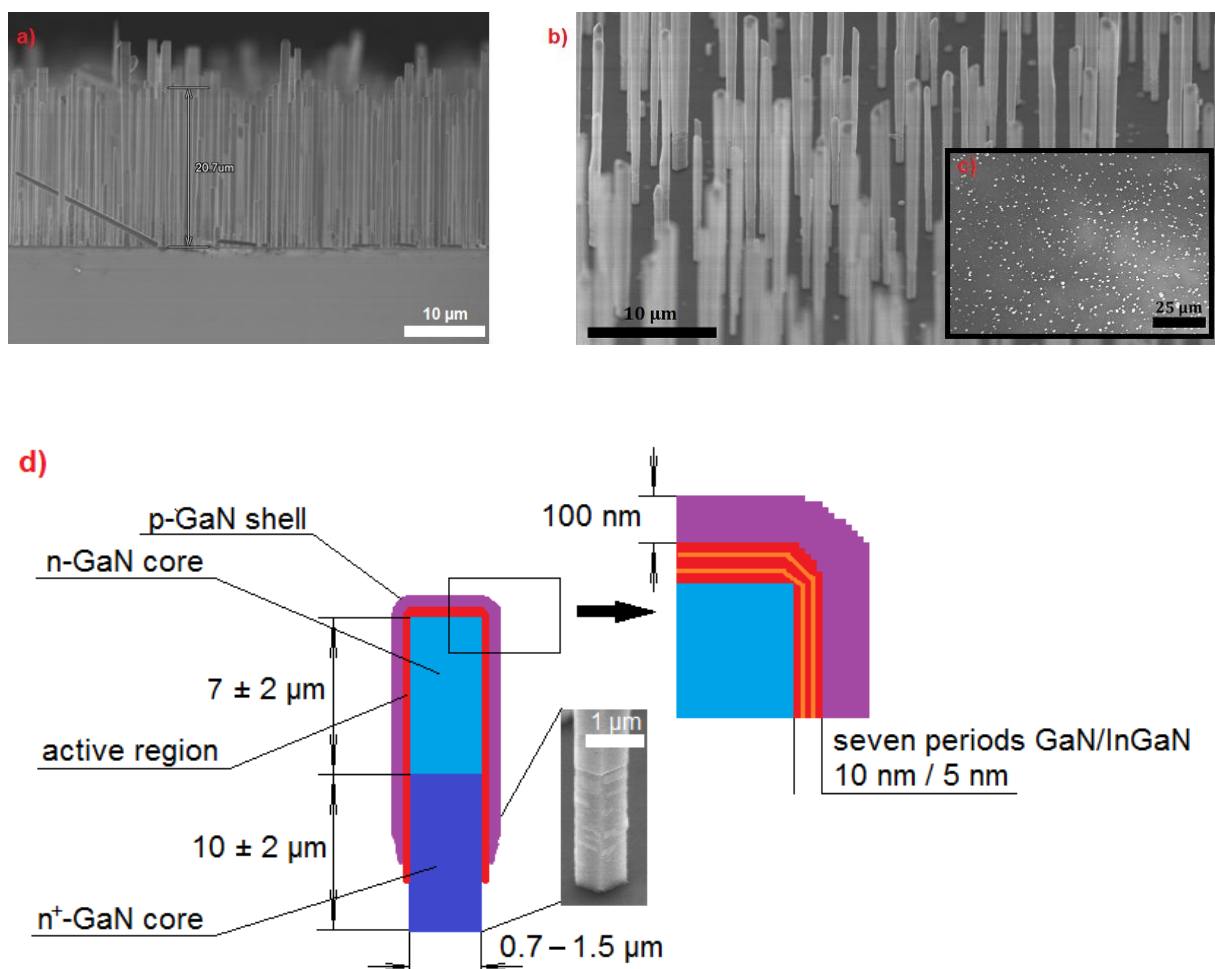 a)
20.7um
10 μm
b)
10 μm
c)
25 μm
d)
p-GaN shell
n-GaN core
7 ± 2 μm
active region
10 ± 2 μm
n⁺-GaN core
1 μm
0.7 – 1.5 μm
100 nm
seven periods GaN/InGaN
10 nm / 5 nm